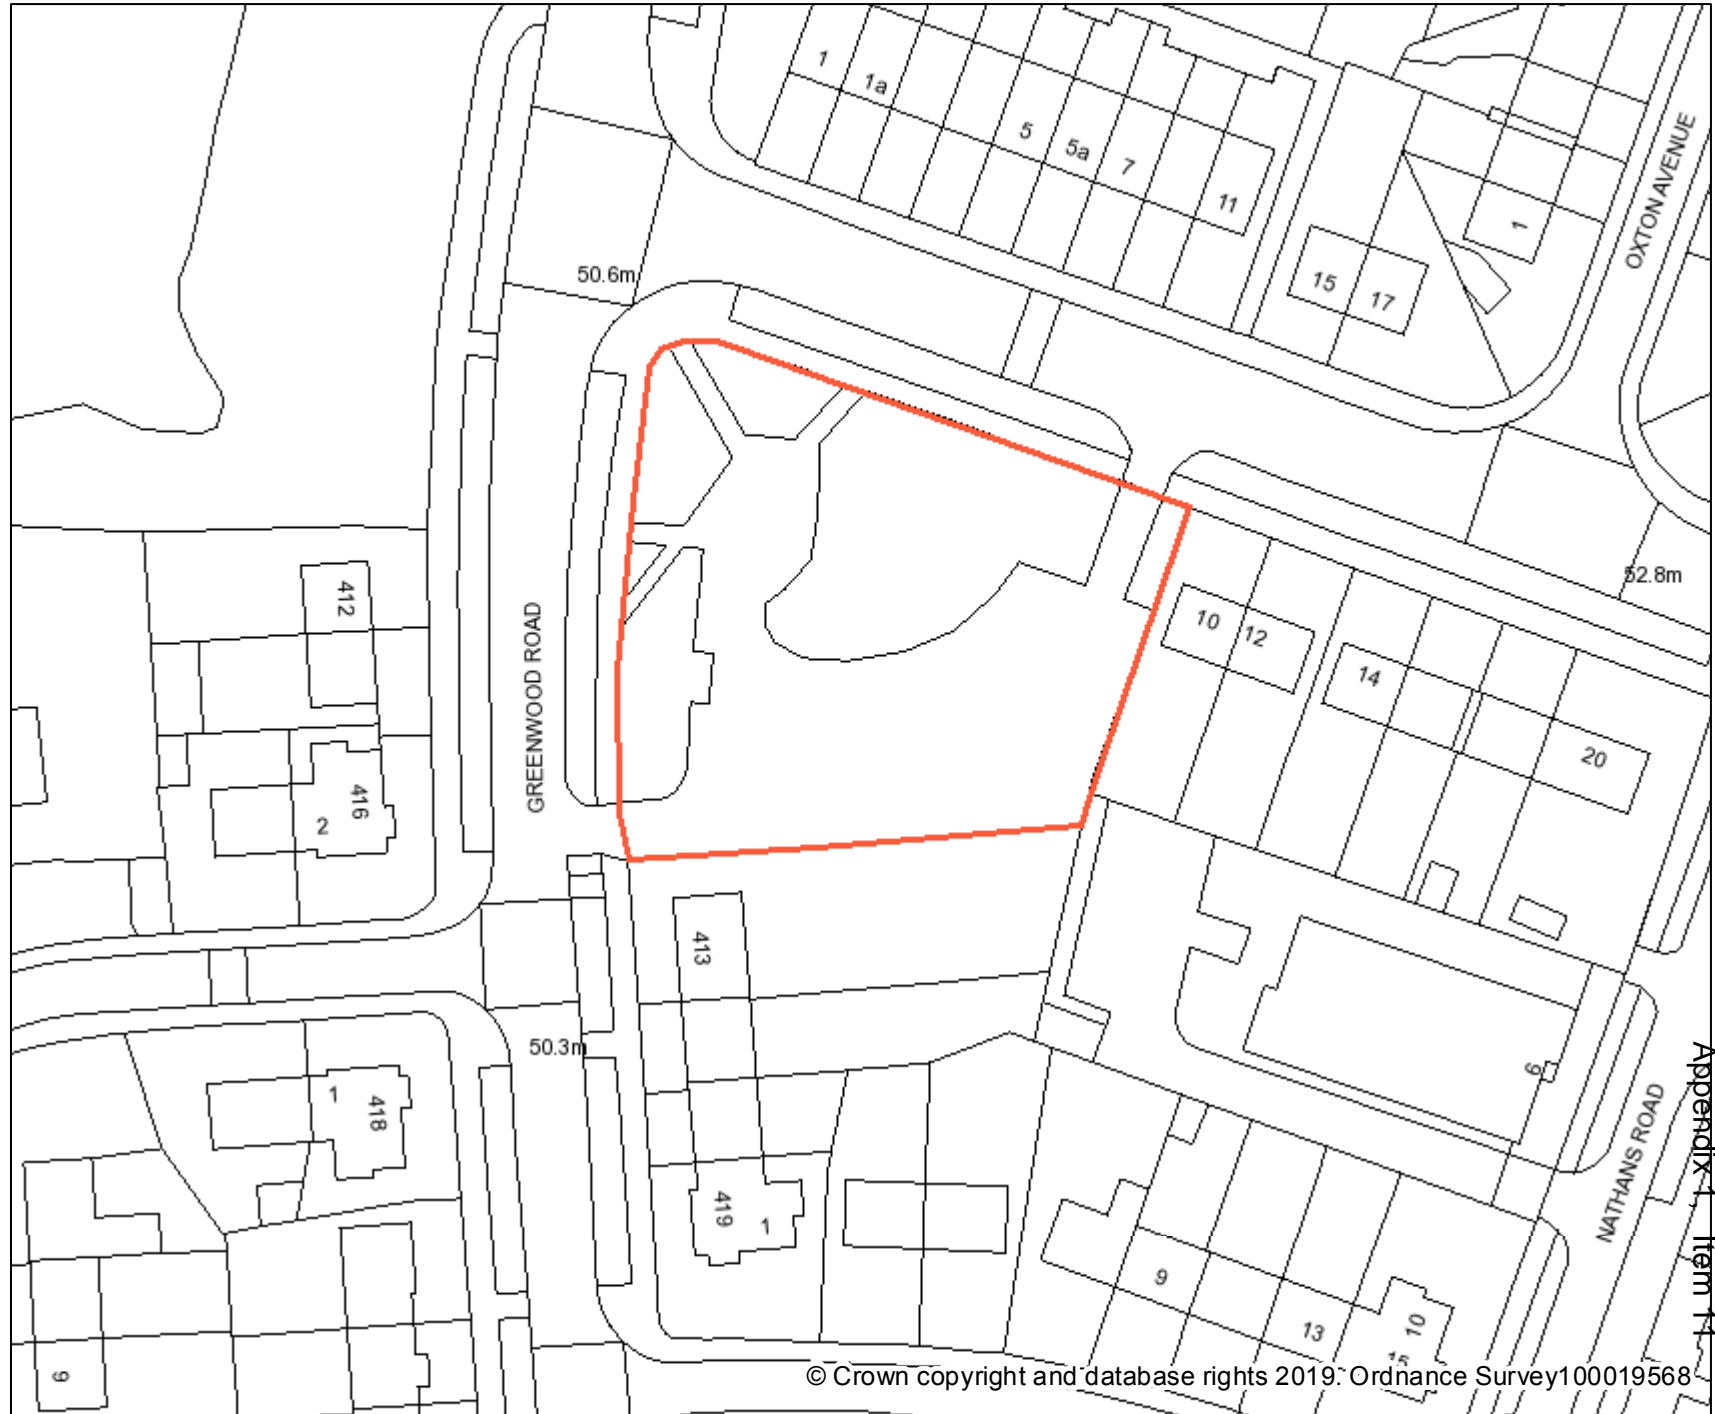 1
1a
5
5a
7
11
15
17
1
OXTON AVENUE
50.6m
52.8m
412
GREENWOOD ROAD
10
12
14
20
416
2
413
50.3m
6
1
418
419
1
NATHANS ROAD
9
13
10
15
9
Appendix 1, Item 11
© Crown copyright and database rights 2019. Ordnance Survey100019568